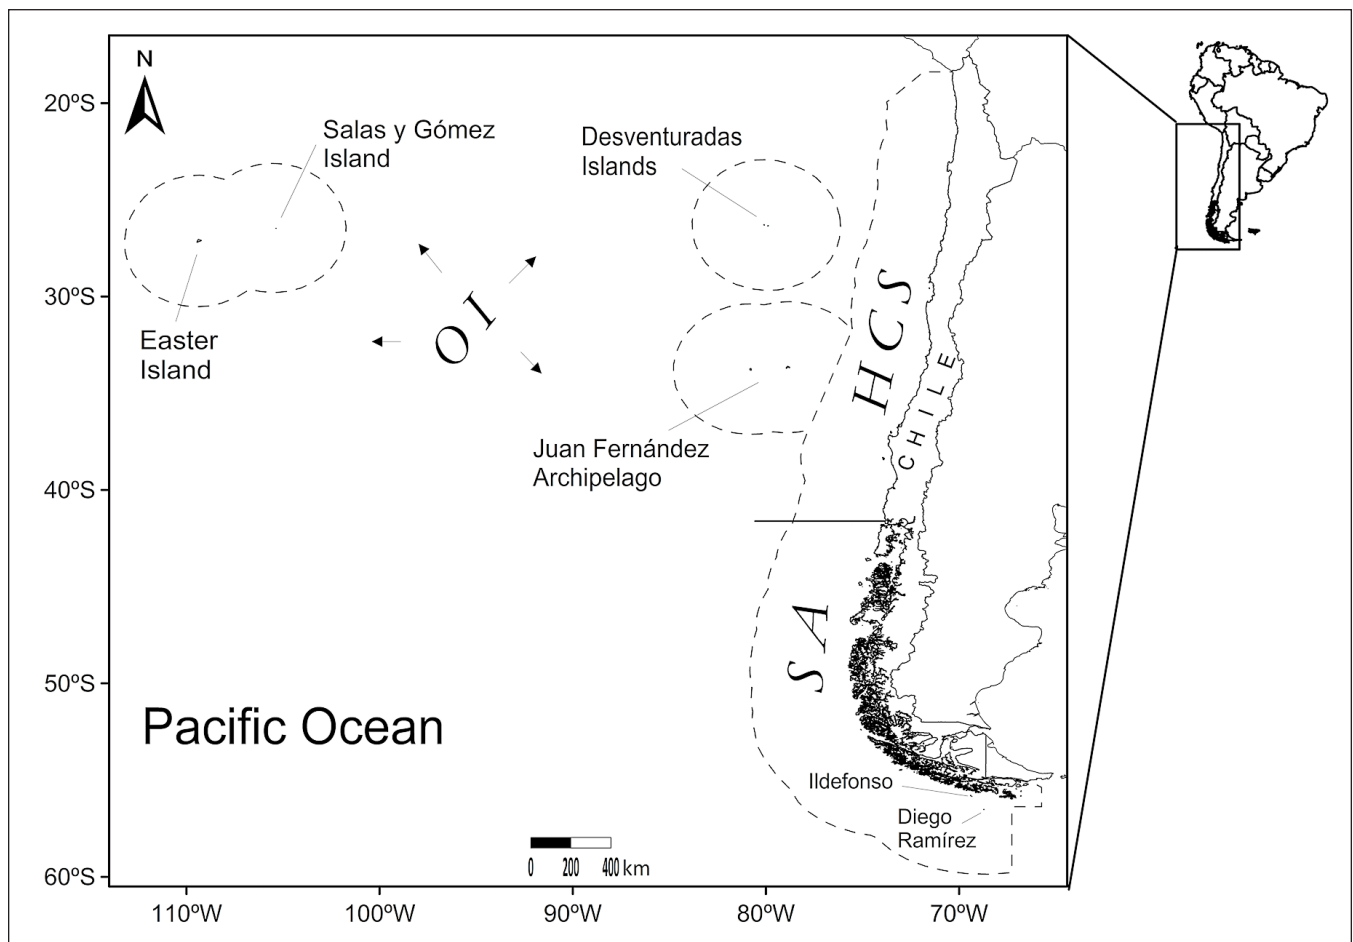 N
20ºS
30ºS
40ºS
50ºS
60ºS
Salas y Gómez
Island
Desventuradas
Islands
Easter
Island
OI
HCS
CHILE
Juan Fernández
Archipelago
SA
Pacific Ocean
Ildefonso
Diego
Ramírez
0 200 400 km
110ºW 100ºW 90ºW 80ºW 70ºW